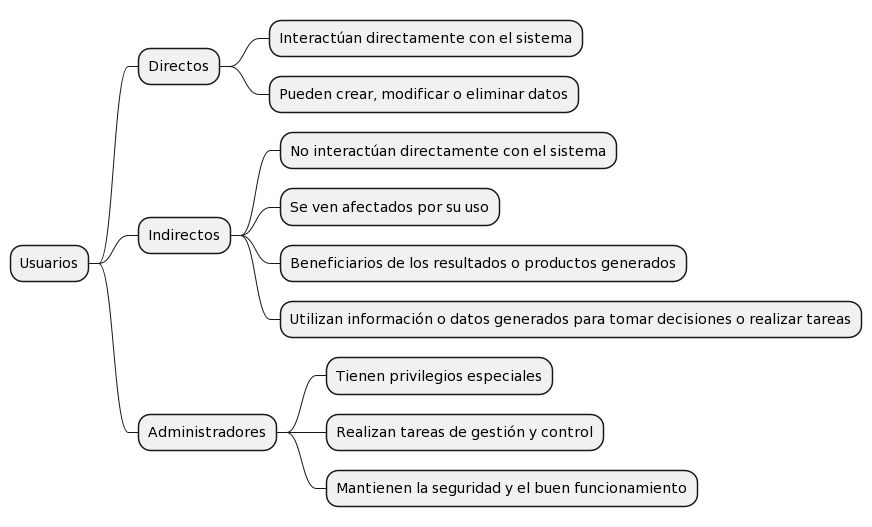 Usuarios
Directos
Interactúan directamente con el sistema
Pueden crear, modificar o eliminar datos
Indirectos
No interactúan directamente con el sistema
Se ven afectados por su uso
Beneficiarios de los resultados o productos generados
Utilizan información o datos generados para tomar decisiones o realizar tareas
Administradores
Tienen privilegios especiales
Realizan tareas de gestión y control
Mantienen la seguridad y el buen funcionamiento